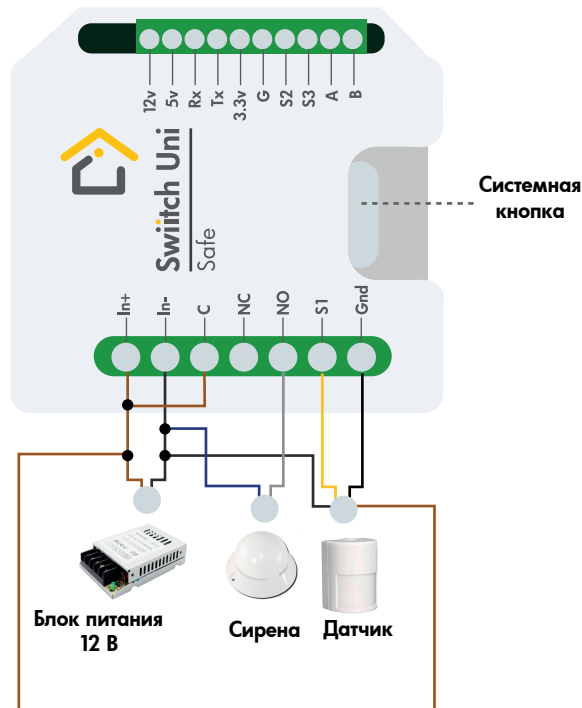 12v 5v Rx Tx 3.3v G S2 S3 A B
Swiitch Uni
Safe
Системная
кнопка
In+ In- C NC NO S1 Gnd
Блок питания
12 В
Сирена
Датчик